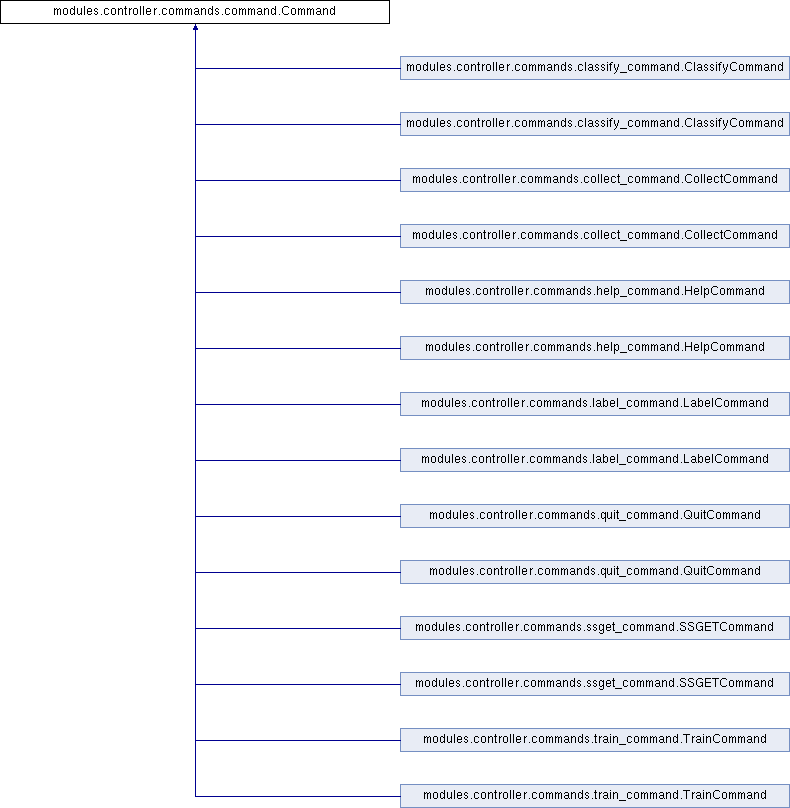 modules.controller.commands.command.Command
modules.controller.commands.classify_command.ClassifyCommand
modules.controller.commands.classify_command.ClassifyCommand
modules.controller.commands.collect_command.CollectCommand
modules.controller.commands.collect_command.CollectCommand
modules.controller.commands.help_command.HelpCommand
modules.controller.commands.help_command.HelpCommand
modules.controller.commands.label_command.LabelCommand
modules.controller.commands.label_command.LabelCommand
modules.controller.commands.quit_command.QuitCommand
modules.controller.commands.quit_command.QuitCommand
modules.controller.commands.ssget_command.SSGETCommand
modules.controller.commands.ssget_command.SSGETCommand
modules.controller.commands.train_command.TrainCommand
modules.controller.commands.train_command.TrainCommand